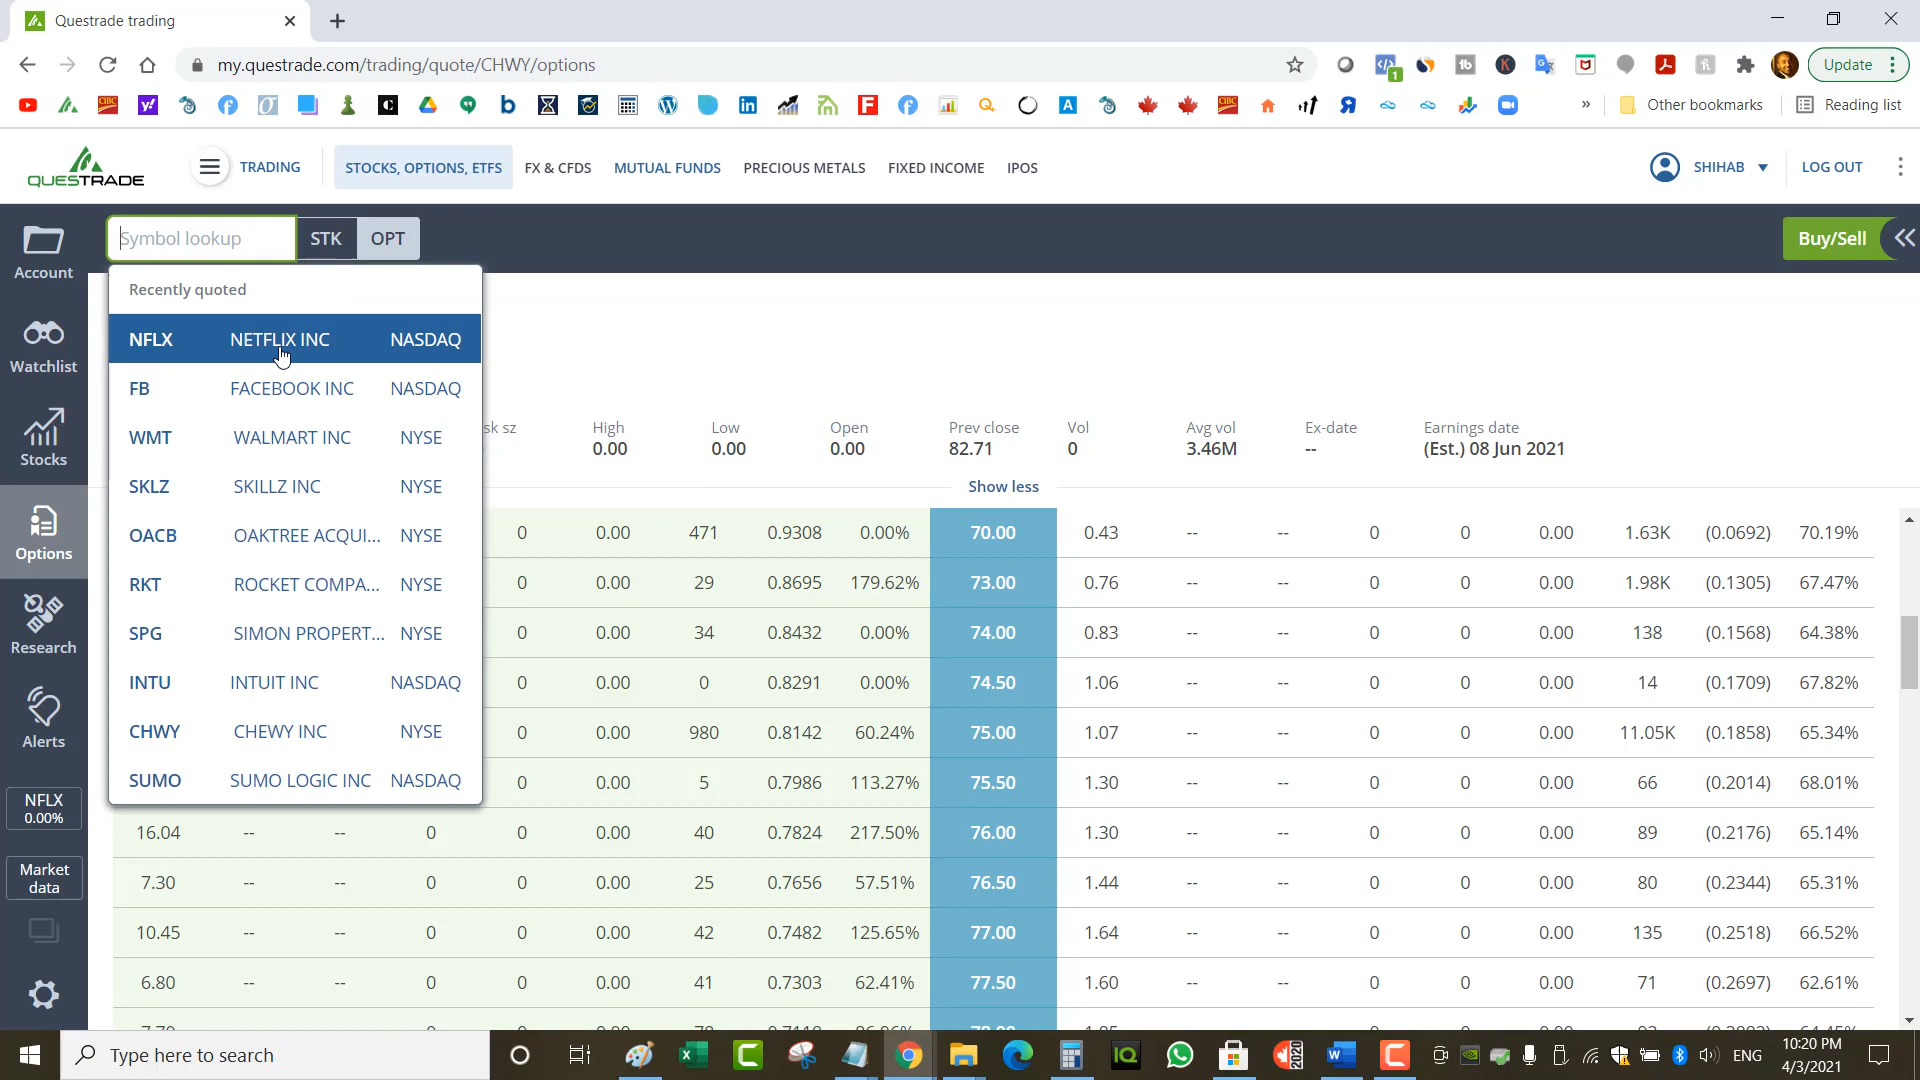 Questrade trading
my.questrade.com/trading/quote/CHWY/options
Update
Other bookmarks
Reading list
QUESTRADE
TRADING
STOCKS, OPTIONS, ETFS
FX & CFDS
MUTUAL FUNDS
PRECIOUS METALS
FIXED INCOME
IPOS
SHIHAB
LOG OUT
Symbol lookup
STK
OPT
Buy/Sell
Account
Watchlist
Stocks
Options
Research
Alerts
NFLX
0.00%
Market
data
Recently quoted
NFLX NETFLIX INC NASDAQ
FB FACEBOOK INC NASDAQ
WMT WALMART INC NYSE
SKLZ SKILLZ INC NYSE
OACB OAKTREE ACQUI... NYSE
RKT ROCKET COMPA... NYSE
SPG SIMON PROPERT... NYSE
INTU INTUIT INC NASDAQ
CHWY CHEWY INC NYSE
SUMO SUMO LOGIC INC NASDAQ
sk sz High Low Open Prev close Vol Avg vol Ex-date Earnings date
0.00 0.00 0.00 82.71 0 3.46M -- (Est.) 08 Jun 2021
Show less
0 0.00 471 0.9308 0.00% 70.00 0.43 -- -- 0 0 0.00 1.63K (0.0692) 70.19%
0 0.00 29 0.8695 179.62% 73.00 0.76 -- -- 0 0 0.00 1.98K (0.1305) 67.47%
0 0.00 34 0.8432 0.00% 74.00 0.83 -- -- 0 0 0.00 138 (0.1568) 64.38%
0 0.00 0 0.8291 0.00% 74.50 1.06 -- -- 0 0 0.00 14 (0.1709) 67.82%
0 0.00 980 0.8142 60.24% 75.00 1.07 -- -- 0 0 0.00 11.05K (0.1858) 65.34%
0 0.00 5 0.7986 113.27% 75.50 1.30 -- -- 0 0 0.00 66 (0.2014) 68.01%
16.04 -- -- 0 0 0.00 40 0.7824 217.50% 76.00 1.30 -- -- 0 0 0.00 89 (0.2176) 65.14%
7.30 -- -- 0 0 0.00 25 0.7656 57.51% 76.50 1.44 -- -- 0 0 0.00 80 (0.2344) 65.31%
10.45 -- -- 0 0 0.00 42 0.7482 125.65% 77.00 1.64 -- -- 0 0 0.00 135 (0.2518) 66.52%
6.80 -- -- 0 0 0.00 41 0.7303 62.41% 77.50 1.60 -- -- 0 0 0.00 71 (0.2697) 62.61%
Type here to search
ENG
10:20 PM
4/3/2021